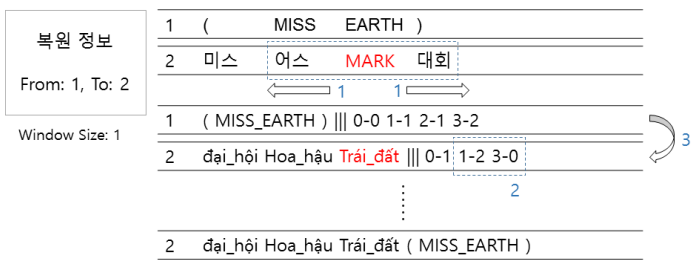 복원 정보
From: 1, To: 2
Window Size: 1
1 ( MISS EARTH )
2 미스 어스 MARK 대회
1 1
1 ( MISS_EARTH ) ||| 0-0 1-1 2-1 3-2
2 đại_hội Hoa_hậu Trái_đất ||| 0-1 1-2 3-0
3
2
2 đại_hội Hoa_hậu Trái_đất ( MISS_EARTH )